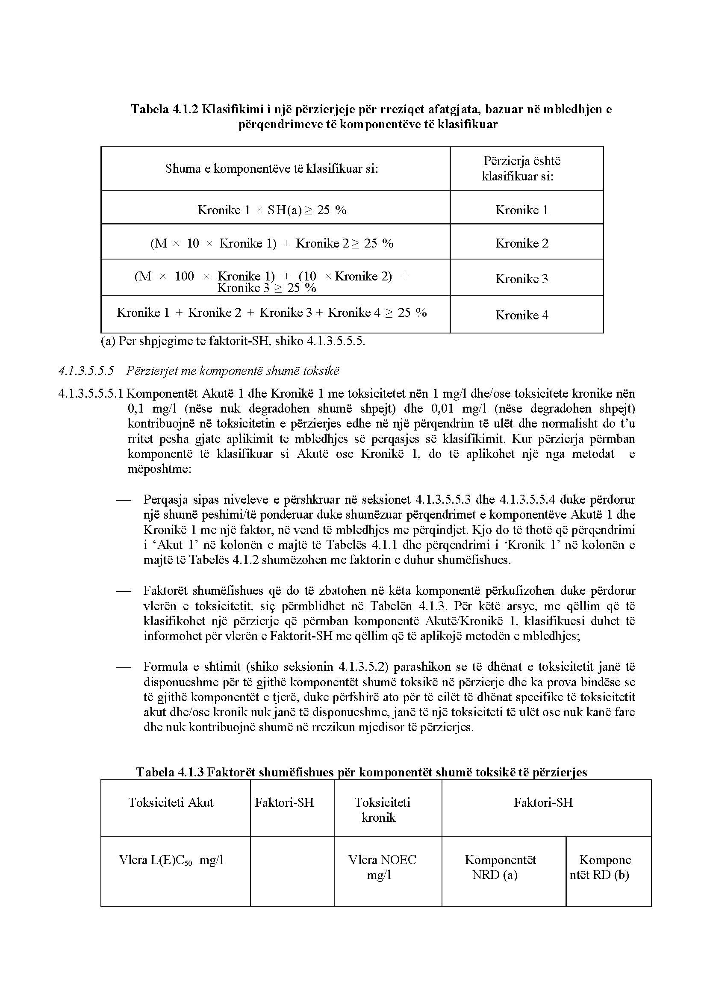 Tabela 4.1.2 Klasifikimi i një përzierjeje për rreziqet afatgjata, bazuar në mbledhjen e
përqendrimeve të komponentëve të klasifikuar
Shuma e komponentëve të klasifikuar si:
Përzierja është
klasifikuar si:
Kronike 1 × SH(a) ≥ 25 %
Kronike 1
(M × 10 × Kronike 1) + Kronike 2 ≥ 25 %
Kronike 2
(M × 100 × Kronike 1) + (10 × Kronike 2) +
Kronike 3 ≥ 25 %
Kronike 3
Kronike 1 + Kronike 2 + Kronike 3 + Kronike 4 ≥ 25 %
Kronike 4
(a) Per shpjegime te faktorit-SH, shiko 4.1.3.5.5.5.
4.1.3.5.5.5 Përzierjet me komponentë shumë toksikë
4.1.3.5.5.5.1 Komponentët Akutë 1 dhe Kronikë 1 me toksicitetet nën 1 mg/l dhe/ose toksicitete kronike nën
0,1 mg/l (nëse nuk degradohen shumë shpejt) dhe 0,01 mg/l (nëse degradohen shpejt)
kontribuojnë në toksicitetin e përzierjes edhe në një përqendrim të ulët dhe normalisht do t’u
rritet pesha gjate aplikimit te mbledhjes së perqasjes së klasifikimit. Kur përzierja përmban
komponentë të klasifikuar si Akutë ose Kronikë 1, do të aplikohet një nga metodat e
mëposhtme:
— Perqasja sipas niveleve e përshkruar në seksionet 4.1.3.5.5.3 dhe 4.1.3.5.5.4 duke përdorur
një shumë peshimi/të ponderuar duke shumëzuar përqendrimet e komponentëve Akutë 1 dhe
Kronikë 1 me një faktor, në vend të mbledhjes me përqindjet. Kjo do të thotë që përqendrimi
i ‘Akut 1’ në kolonën e majtë të Tabelës 4.1.1 dhe përqendrimi i ‘Kronik 1’ në kolonën e
majtë të Tabelës 4.1.2 shumëzohen me faktorin e duhur shumëfishues.
— Faktorët shumëfishues që do të zbatohen në këta komponentë përkufizohen duke përdorur
vlerën e toksicitetit, siç përmblidhet në Tabelën 4.1.3. Për këtë arsye, me qëllim që të
klasifikohet një përzierje që përmban komponentë Akutë/Kronikë 1, klasifikuesi duhet të
informohet për vlerën e Faktorit-SH me qëllim që të aplikojë metodën e mbledhjes;
— Formula e shtimit (shiko seksionin 4.1.3.5.2) parashikon se të dhënat e toksicitetit janë të
disponueshme për të gjithë komponentët shumë toksikë në përzierje dhe ka prova bindëse se
të gjithë komponentët e tjerë, duke përfshirë ato për të cilët të dhënat specifike të toksicitetit
akut dhe/ose kronik nuk janë të disponueshme, janë të një toksiciteti të ulët ose nuk kanë fare
dhe nuk kontribuojnë shumë në rrezikun mjedisor të përzierjes.
Tabela 4.1.3 Faktorët shumëfishues për komponentët shumë toksikë të përzierjes
Toksiciteti Akut
Faktori-SH
Toksiciteti
kronik
Faktori-SH
Vlera L(E)C₅₀ mg/l
Vlera NOEC
mg/l
Komponentët
NRD (a)
Kompone
ntët RD (b)